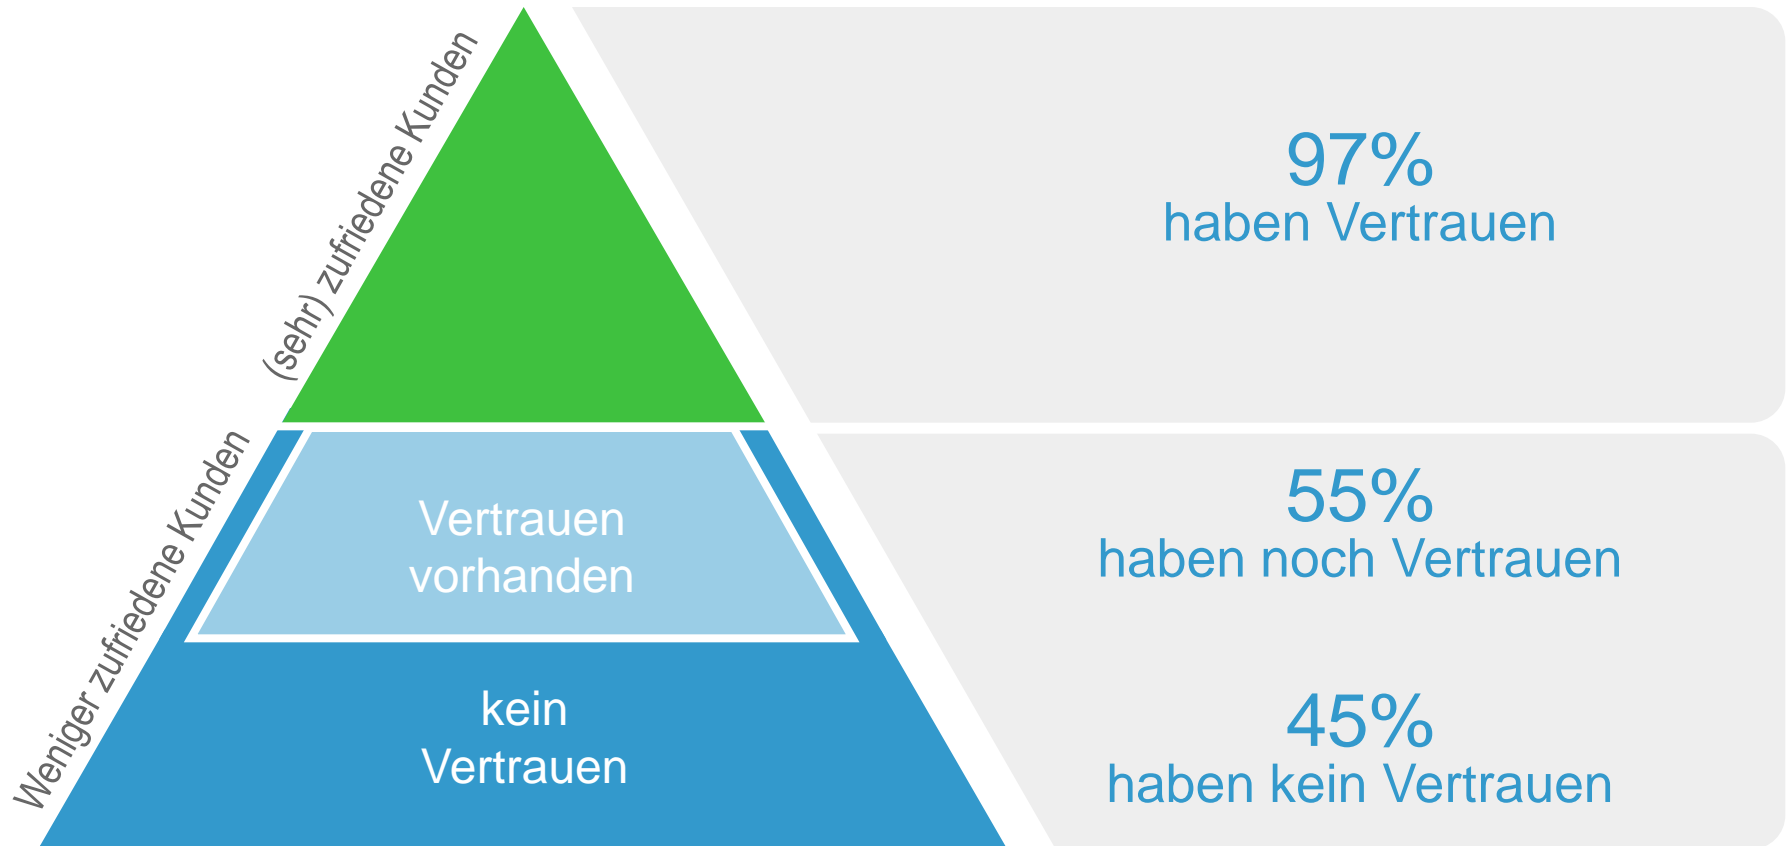 (sehr) zufriedene Kunden
97%
haben Vertrauen
Weniger zufriedene Kunden
Vertrauen
vorhanden
55%
haben noch Vertrauen
kein
Vertrauen
45%
haben kein Vertrauen